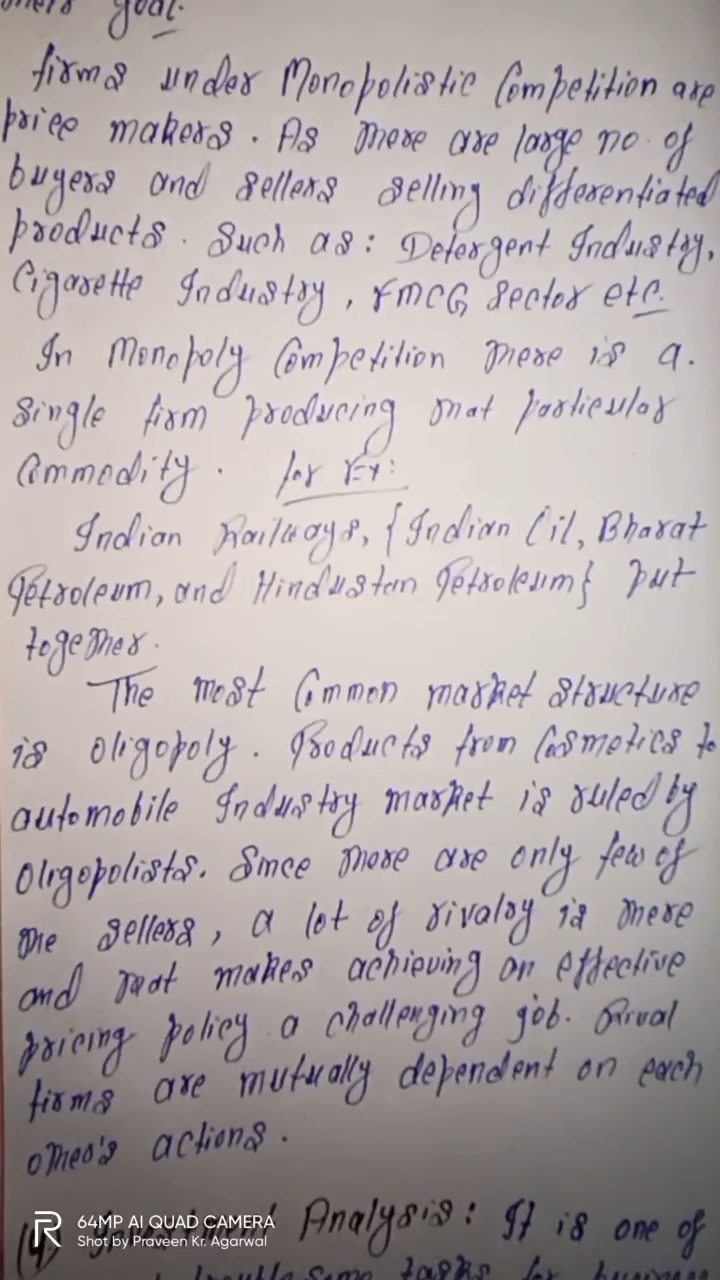 goal.
firms under Monopolistic Competition are
price makers. As there are large no. of
buyers and sellers selling differentiated
products. Such as: Detergent Industry,
Cigarette Industry, FMCG Sector etc.
In Monopoly Competition there is a.
single firm producing that particular
Commodity. for Ex:
Indian Railways, {Indian Oil, Bharat
Petroleum, and Hindustan Petroleum} put
together.
The most Common market structure
is Oligopoly. Products from Cosmetics to
automobile Industry market is ruled by
Oligopolists. Since there are only few of
the sellers, a lot of rivalry is there
and that makes achieving an effective
pricing policy a challenging job. Rival
firms are mutually dependent on each
other's actions.
(4) Analysis: It is one of
tasks for business
64MP AI QUAD CAMERA
Shot by Praveen Kr. Agarwal